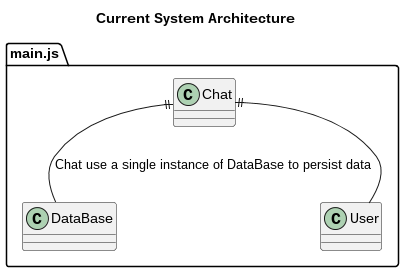 Current System Architecture
main.js
C Chat
Chat use a single instance of DataBase to persist data
C DataBase
C User